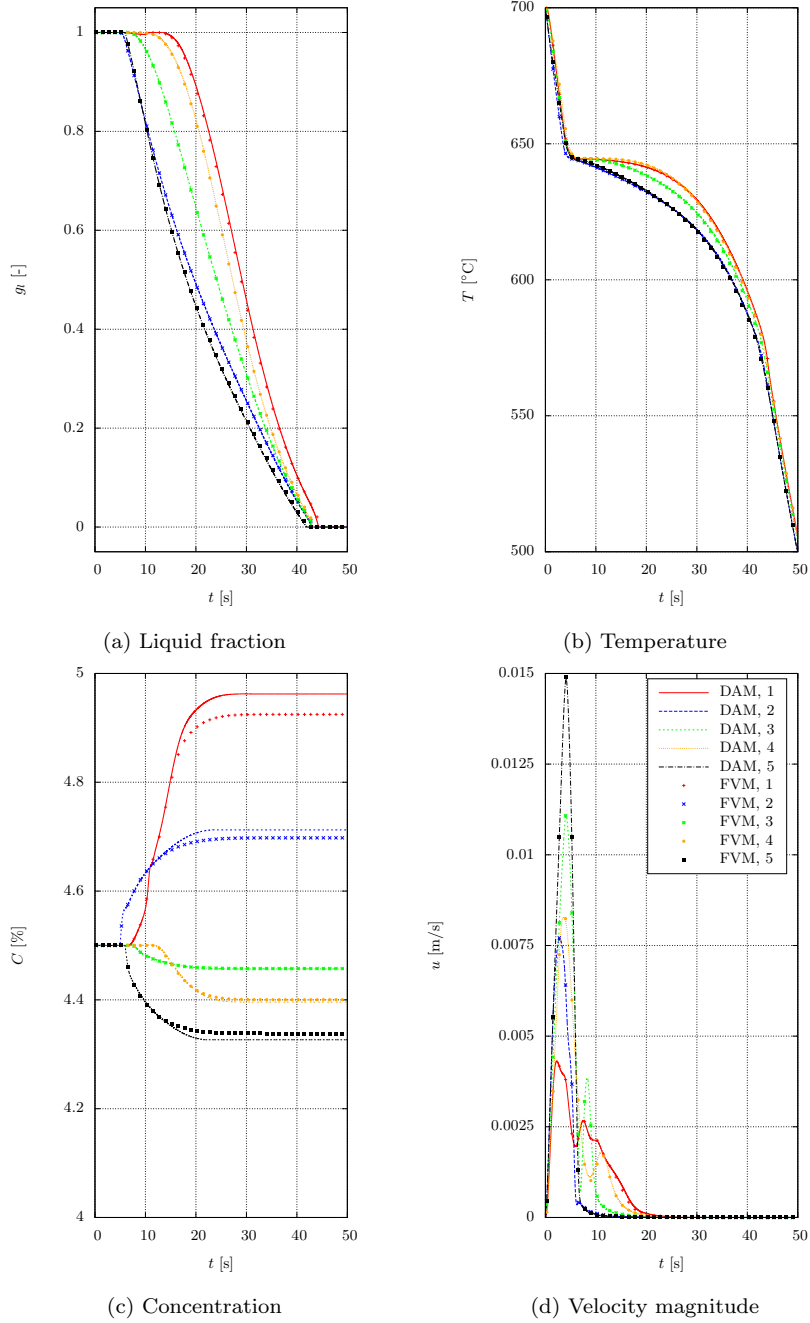 1
0.8
0.6
0.4
0.2
0
gl [-]
0 10 20 30 40 50
t [s]
(a) Liquid fraction
700
650
600
550
500
T [°C]
0 10 20 30 40 50
t [s]
(b) Temperature
5
4.8
4.6
4.4
4.2
4
C [%]
0 10 20 30 40 50
t [s]
(c) Concentration
0.015
0.0125
0.01
0.0075
0.005
0.0025
0
u [m/s]
DAM, 1
DAM, 2
DAM, 3
DAM, 4
DAM, 5
FVM, 1
FVM, 2
FVM, 3
FVM, 4
FVM, 5
0 10 20 30 40 50
t [s]
(d) Velocity magnitude